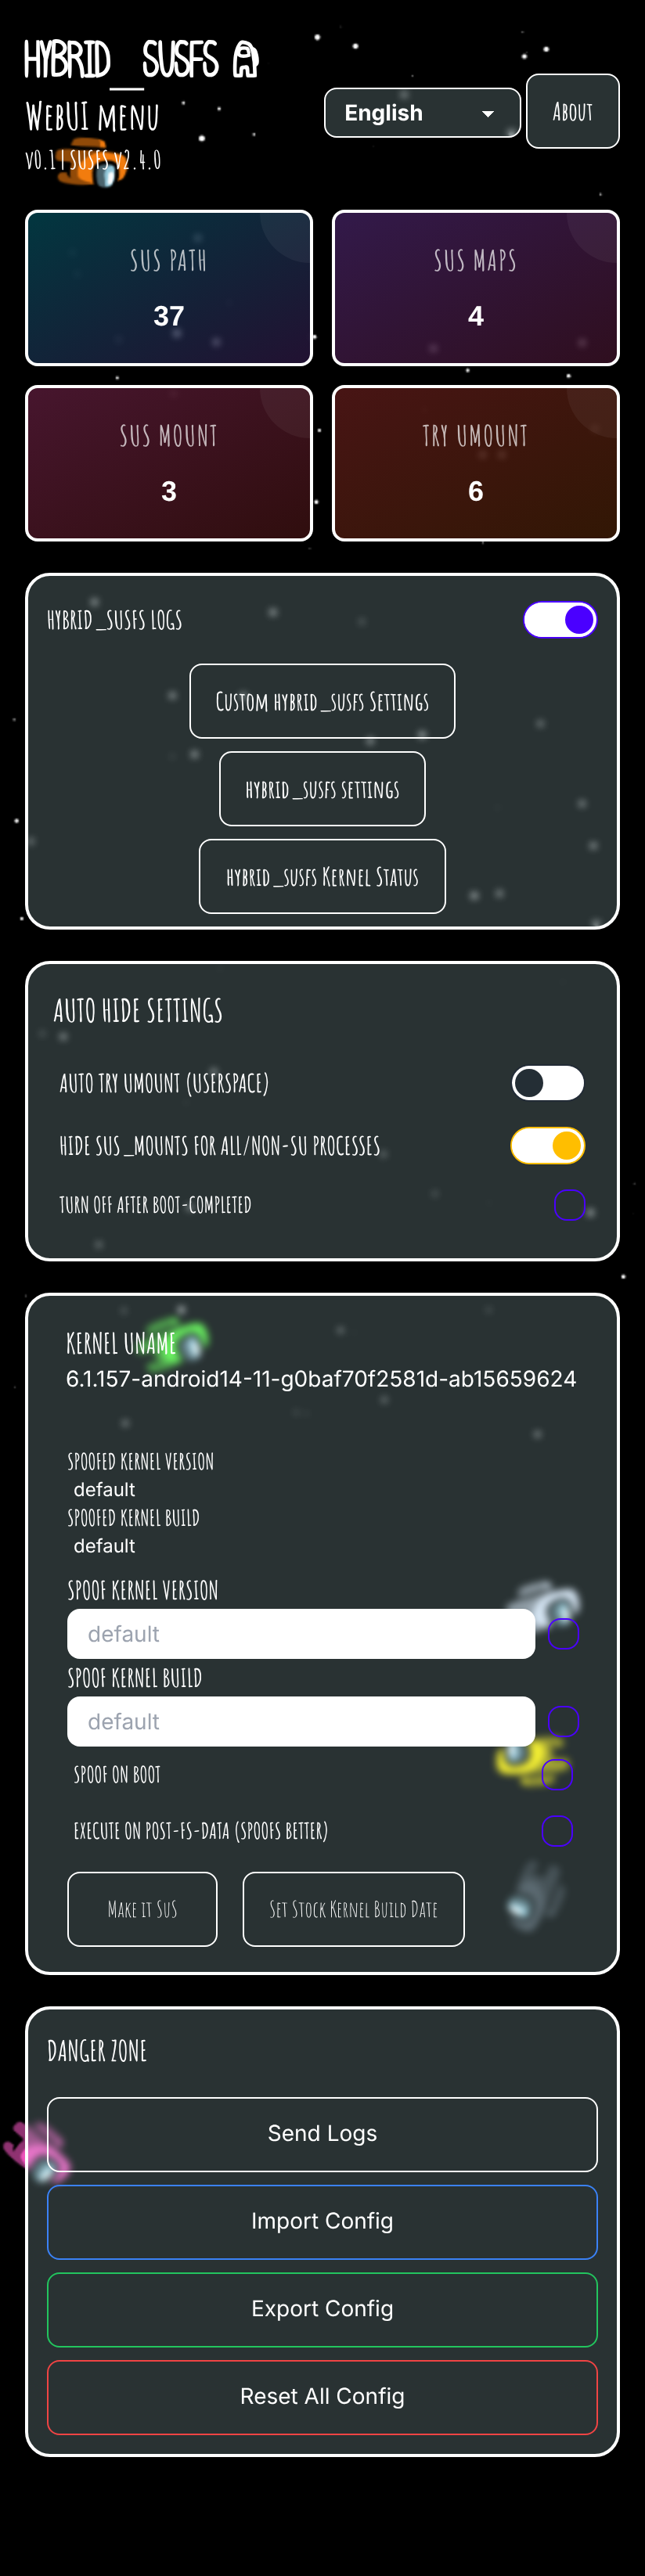 HYBRID_SUSFS
WebUI menu
v0.1 | SUSFS v2.4.0
English
About
SUS PATH
37
SUS MAPS
4
SUS MOUNT
3
TRY UMOUNT
6
HYBRID_SUSFS LOGS
Custom hybrid_susfs Settings
hybrid_susfs settings
hybrid_susfs Kernel Status
AUTO HIDE SETTINGS
AUTO TRY UMOUNT (USERSPACE)
HIDE SUS_MOUNTS FOR ALL/NON-SU PROCESSES
TURN OFF AFTER BOOT-COMPLETED
KERNEL UNAME
6.1.157-android14-11-g0baf70f2581d-ab15659624
SPOOFED KERNEL VERSION
default
SPOOFED KERNEL BUILD
default
SPOOF KERNEL VERSION
default
SPOOF KERNEL BUILD
default
SPOOF ON BOOT
EXECUTE ON POST-FS-DATA (SPOOFS BETTER)
Make it SuS
Set Stock Kernel Build Date
DANGER ZONE
Send Logs
Import Config
Export Config
Reset All Config